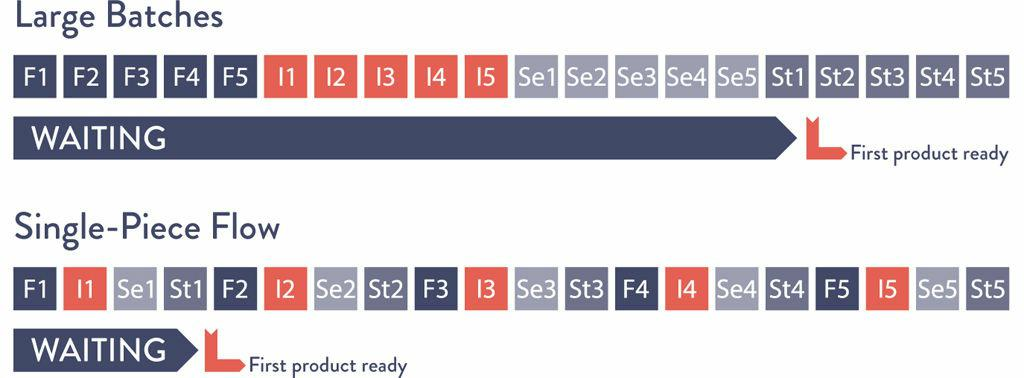 Large Batches
F1 F2 F3 F4 F5 I1 I2 I3 I4 I5 Se1 Se2 Se3 Se4 Se5 St1 St2 St3 St4 St5
WAITING
First product ready
Single-Piece Flow
F1 I1 Se1 St1 F2 I2 Se2 St2 F3 I3 Se3 St3 F4 I4 Se4 St4 F5 I5 Se5 St5
WAITING
First product ready